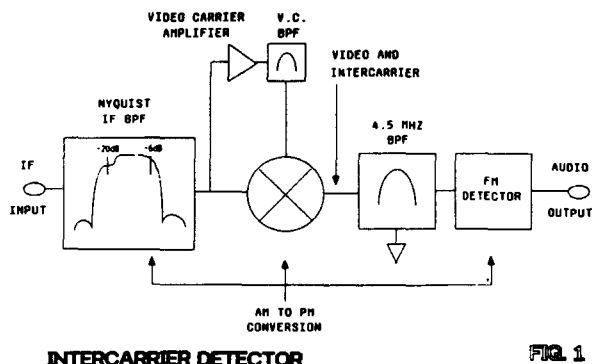 VIDEO CARRIER
AMPLIFIER
V.C.
BPF
VIDEO AND
INTERCARRIER
NYQUIST
IF BPF
-20dB
-6dB
4.5 MHZ
BPF
IF
INPUT
FM
DETECTOR
AUDIO
OUTPUT
AM TO PM
CONVERSION
INTERCARRIER DETECTOR
FIG. 1